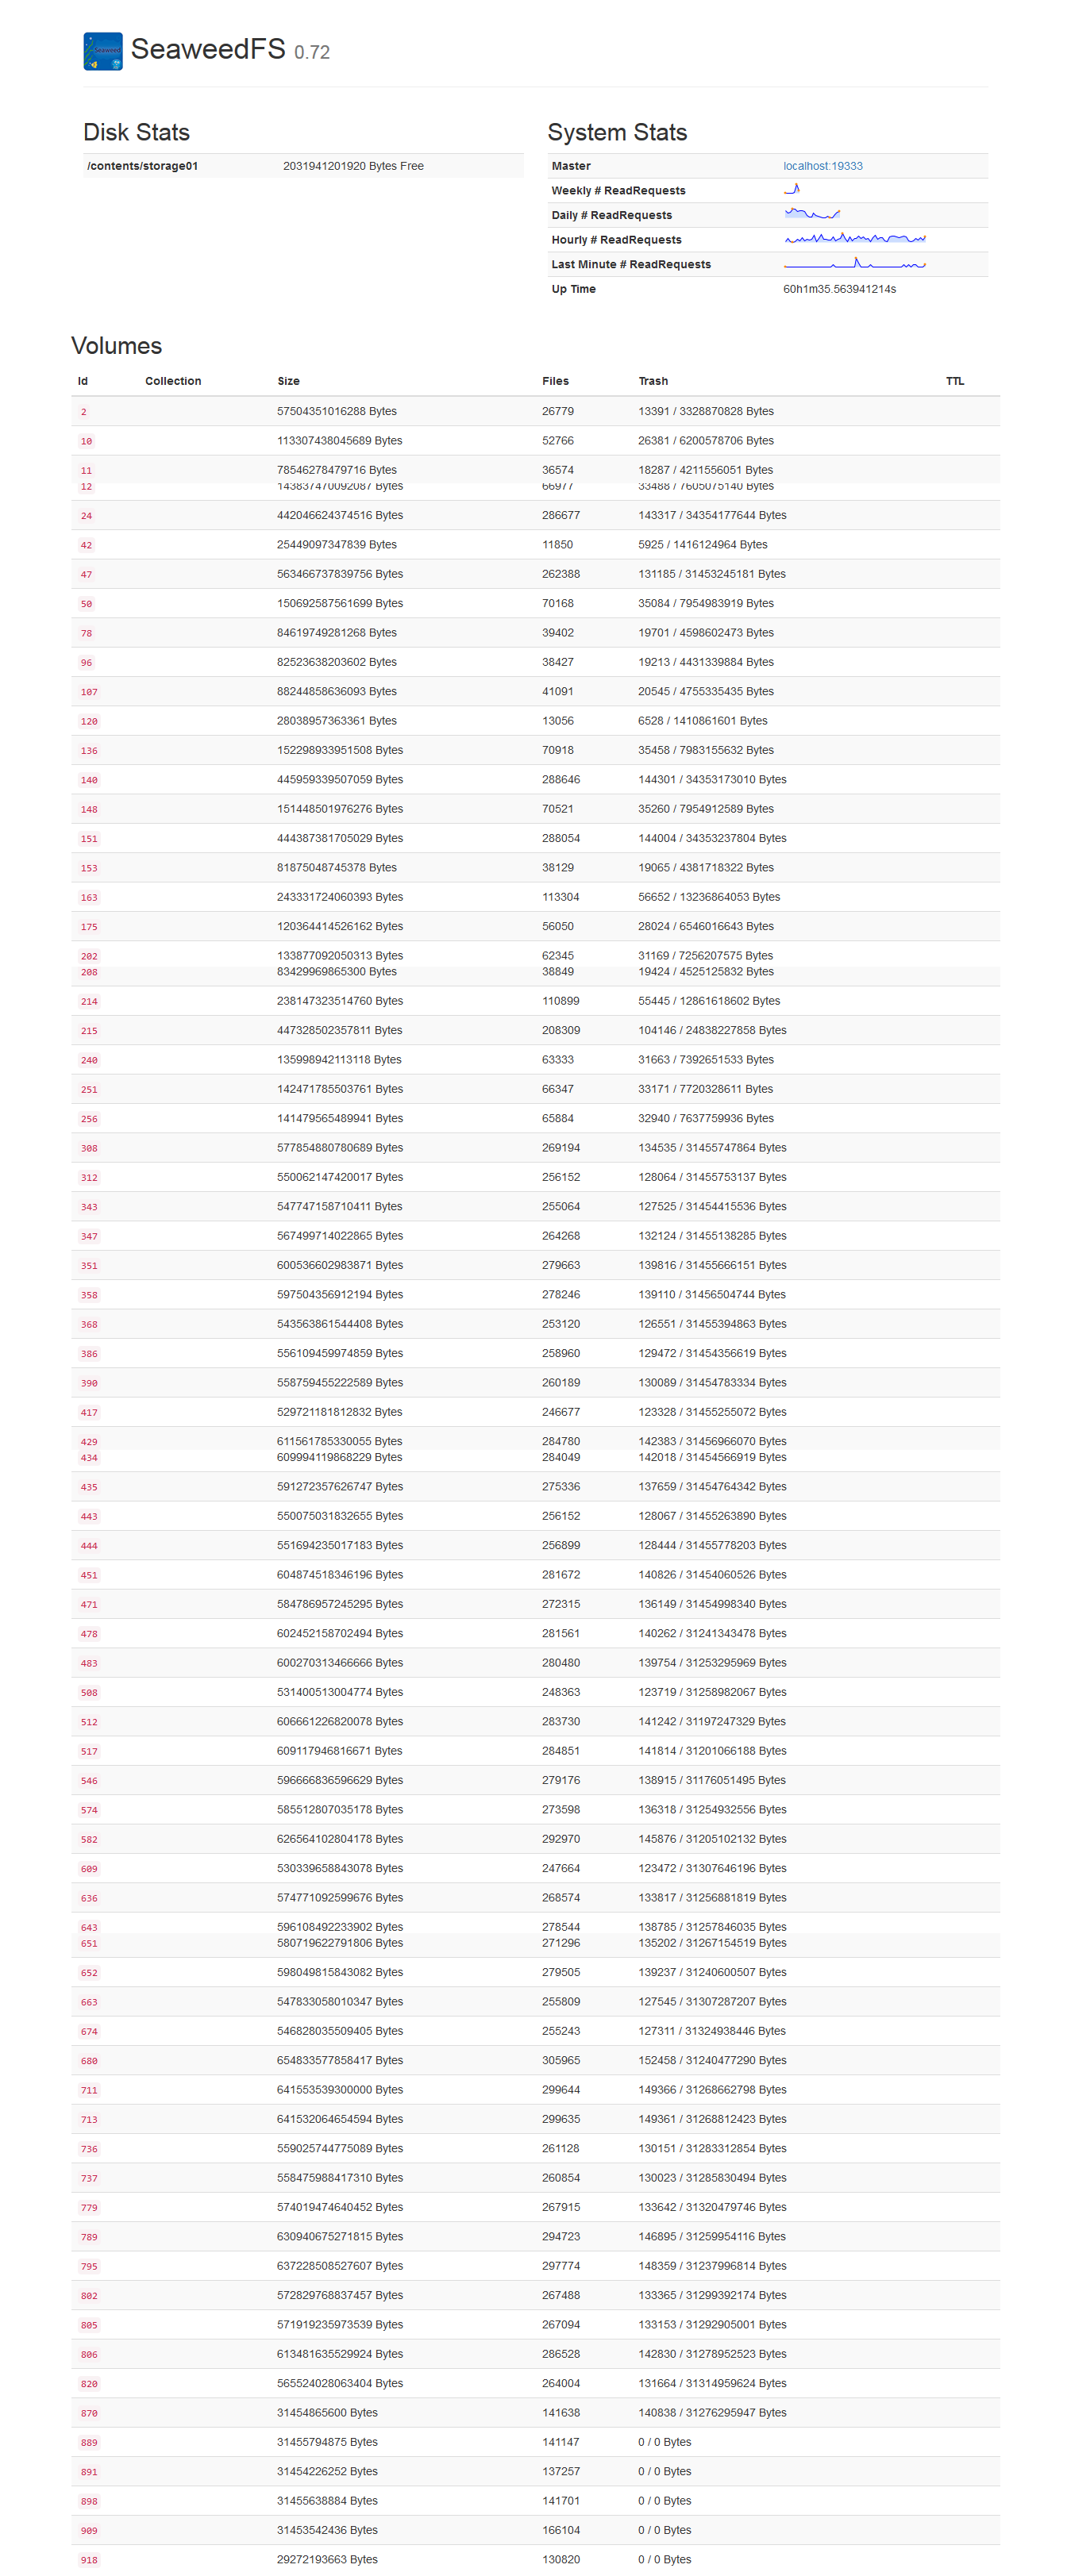 SeaweedFS 0.72
Disk Stats
/contents/storage01 2031941201920 Bytes Free
System Stats
Master localhost:19333
Weekly # ReadRequests
Daily # ReadRequests
Hourly # ReadRequests
Last Minute # ReadRequests
Up Time 60h1m35.563941214s
Volumes
Id Collection Size Files Trash TTL
2 57504351016288 Bytes 26779 13391 / 3328870828 Bytes
10 113307438045689 Bytes 52766 26381 / 6200578706 Bytes
11 78546278479716 Bytes 36574 18287 / 4211556051 Bytes
12 143837470092087 Bytes 66977 33488 / 7605075140 Bytes
24 442046624374516 Bytes 286677 143317 / 34354177644 Bytes
42 25449097347839 Bytes 11850 5925 / 1416124964 Bytes
47 563466737839756 Bytes 262388 131185 / 31453245181 Bytes
50 150692587561699 Bytes 70168 35084 / 7954983919 Bytes
78 84619749281268 Bytes 39402 19701 / 4598602473 Bytes
96 82523638203602 Bytes 38427 19213 / 4431339884 Bytes
107 88244858636093 Bytes 41091 20545 / 4755335435 Bytes
120 28038957363361 Bytes 13056 6528 / 1410861601 Bytes
136 152298933951508 Bytes 70918 35458 / 7983155632 Bytes
140 445959339507059 Bytes 288646 144301 / 34353173010 Bytes
148 151448501976276 Bytes 70521 35260 / 7954912589 Bytes
151 444387381705029 Bytes 288054 144004 / 34353237804 Bytes
153 81875048745378 Bytes 38129 19065 / 4381718322 Bytes
163 243331724060393 Bytes 113304 56652 / 13236864053 Bytes
175 120364414526162 Bytes 56050 28024 / 6546016643 Bytes
202 133877092050313 Bytes 62345 31169 / 7256207575 Bytes
208 83429969865300 Bytes 38849 19424 / 4525125832 Bytes
214 238147323514760 Bytes 110899 55445 / 12861618602 Bytes
215 447328502357811 Bytes 208309 104146 / 24838227858 Bytes
240 135998942113118 Bytes 63333 31663 / 7392651533 Bytes
251 142471785503761 Bytes 66347 33171 / 7720328611 Bytes
256 141479565489941 Bytes 65884 32940 / 7637759936 Bytes
308 577854880780689 Bytes 269194 134535 / 31455747864 Bytes
312 550062147420017 Bytes 256152 128064 / 31455753137 Bytes
343 547747158710411 Bytes 255064 127525 / 31454415536 Bytes
347 567499714022865 Bytes 264268 132124 / 31455138285 Bytes
351 600536602983871 Bytes 279663 139816 / 31455666151 Bytes
358 597504356912194 Bytes 278246 139110 / 31456504744 Bytes
368 543563861544408 Bytes 253120 126551 / 31455394863 Bytes
386 556109459974859 Bytes 258960 129472 / 31454356619 Bytes
390 558759455222589 Bytes 260189 130089 / 31454783334 Bytes
417 529721181812832 Bytes 246677 123328 / 31455255072 Bytes
429 611561785330055 Bytes 284780 142383 / 31456966070 Bytes
434 609994119868229 Bytes 284049 142018 / 31454566919 Bytes
435 591272357626747 Bytes 275336 137659 / 31454764342 Bytes
443 550075031832655 Bytes 256152 128067 / 31455263890 Bytes
444 551694235017183 Bytes 256899 128444 / 31455778203 Bytes
451 604874518346196 Bytes 281672 140826 / 31454060526 Bytes
471 584786957245295 Bytes 272315 136149 / 31454998340 Bytes
478 602452158702494 Bytes 281561 140262 / 31241343478 Bytes
483 600270313466666 Bytes 280480 139754 / 31253295969 Bytes
508 531400513004774 Bytes 248363 123719 / 31258982067 Bytes
512 606661226820078 Bytes 283730 141242 / 31197247329 Bytes
517 609117946816671 Bytes 284851 141814 / 31201066188 Bytes
546 596666836596629 Bytes 279176 138915 / 31176051495 Bytes
574 585512807035178 Bytes 273598 136318 / 31254932556 Bytes
582 626564102804178 Bytes 292970 145876 / 31205102132 Bytes
609 530339658843078 Bytes 247664 123472 / 31307646196 Bytes
636 574771092599676 Bytes 268574 133817 / 31256881819 Bytes
643 596108492233902 Bytes 278544 138785 / 31257846035 Bytes
651 580719622791806 Bytes 271296 135202 / 31267154519 Bytes
652 598049815843082 Bytes 279505 139237 / 31240600507 Bytes
663 547833058010347 Bytes 255809 127545 / 31307287207 Bytes
674 546828035509405 Bytes 255243 127311 / 31324938446 Bytes
680 654833577858417 Bytes 305965 152458 / 31240477290 Bytes
711 641553539300000 Bytes 299644 149366 / 31268662798 Bytes
713 641532064654594 Bytes 299635 149361 / 31268812423 Bytes
736 559025744775089 Bytes 261128 130151 / 31283312854 Bytes
737 558475988417310 Bytes 260854 130023 / 31285830494 Bytes
779 574019474640452 Bytes 267915 133642 / 31320479746 Bytes
789 630940675271815 Bytes 294723 146895 / 31259954116 Bytes
795 637228508527607 Bytes 297774 148359 / 31237996814 Bytes
802 572829768837457 Bytes 267488 133365 / 31299392174 Bytes
805 571919235973539 Bytes 267094 133153 / 31292905001 Bytes
806 613481635529924 Bytes 286528 142830 / 31278952523 Bytes
820 565524028063404 Bytes 264004 131664 / 31314959624 Bytes
870 31454865600 Bytes 141638 140838 / 31276295947 Bytes
889 31455794875 Bytes 141147 0 / 0 Bytes
891 31454226252 Bytes 137257 0 / 0 Bytes
898 31455638884 Bytes 141701 0 / 0 Bytes
909 31453542436 Bytes 166104 0 / 0 Bytes
918 29272193663 Bytes 130820 0 / 0 Bytes